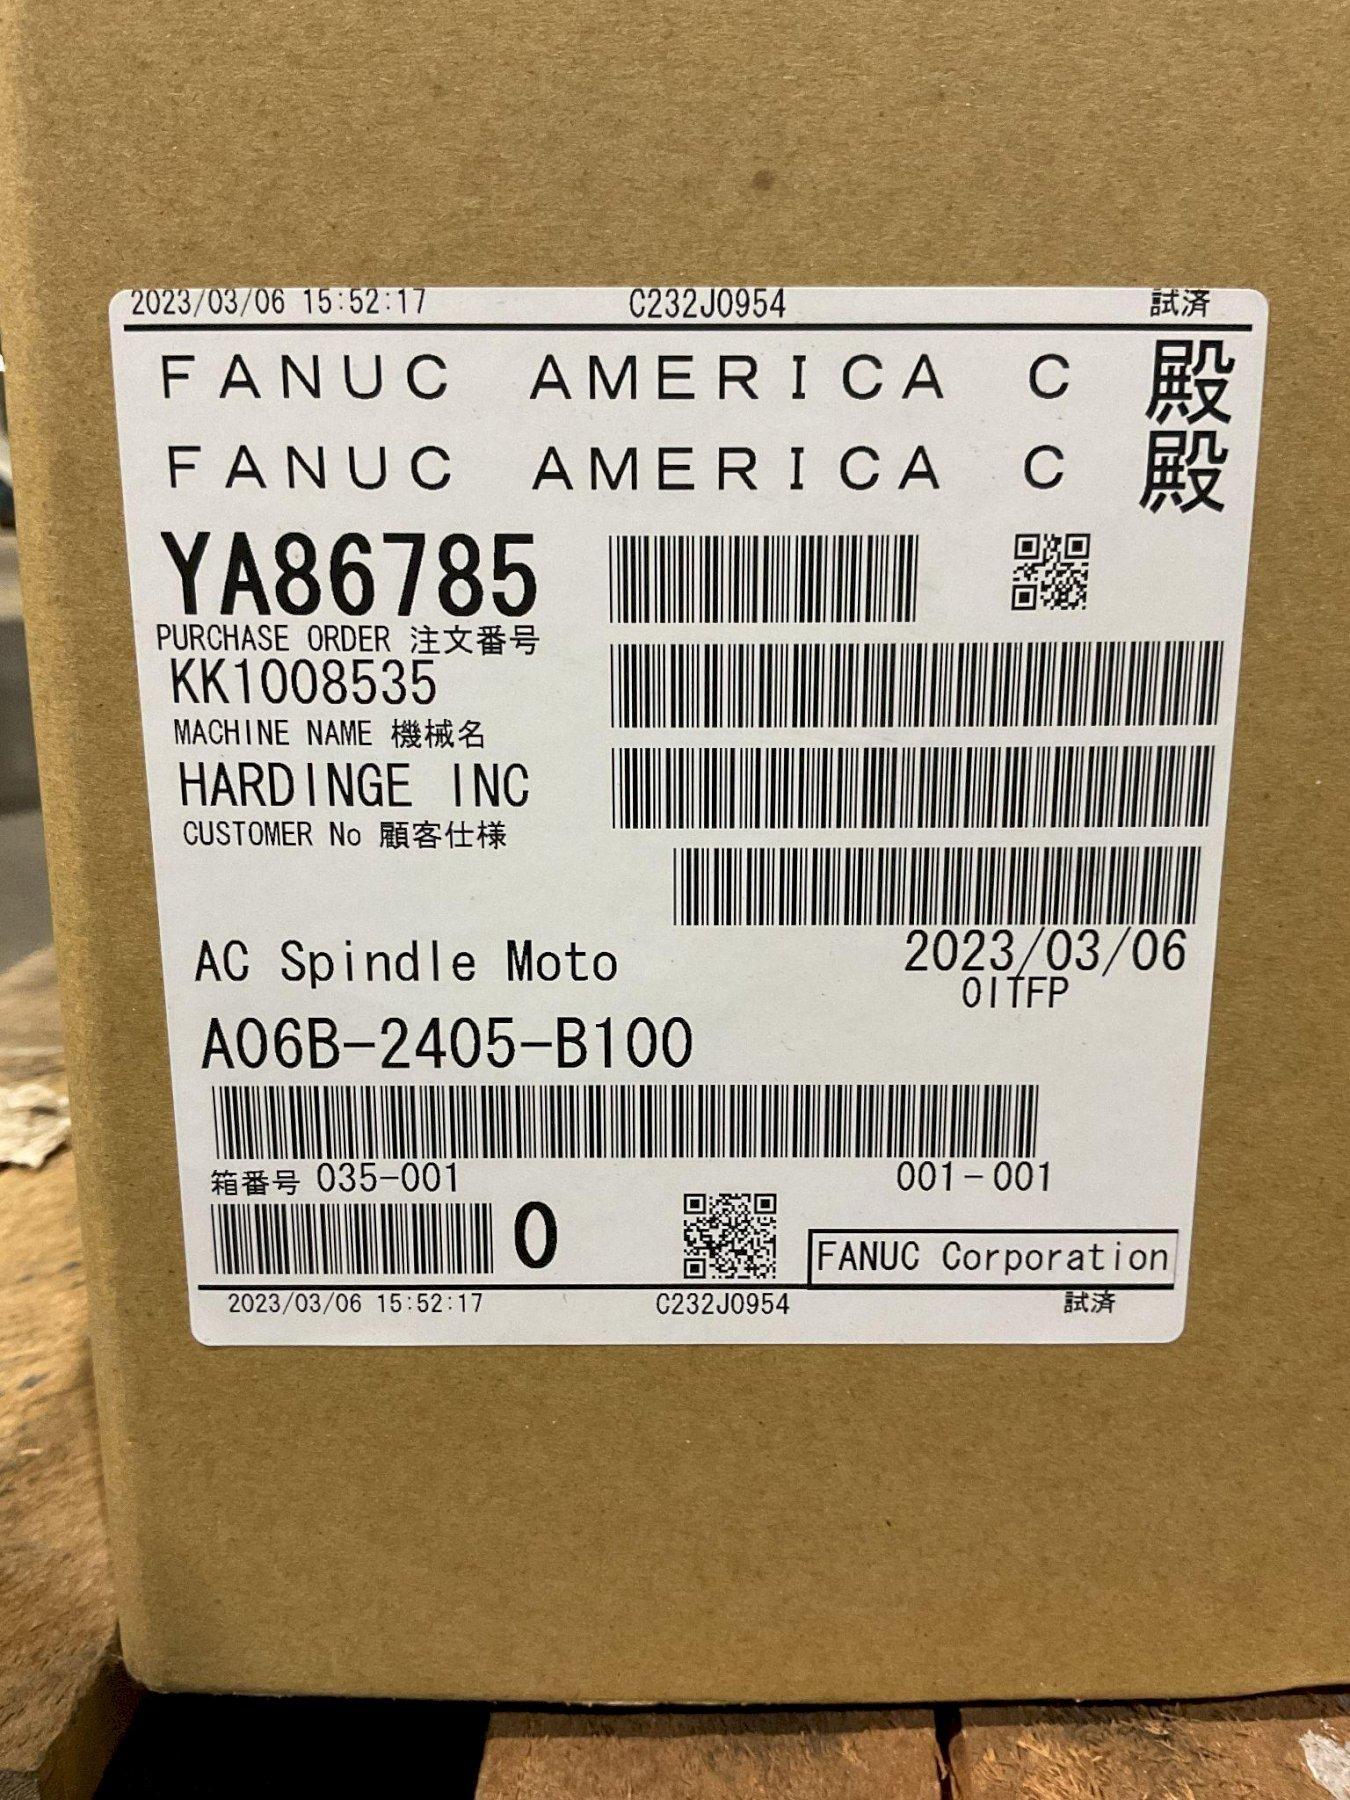 2023/03/06 15:52:17 C232J0954 試済
FANUC AMERICA C 殿
FANUC AMERICA C 殿
YA86785
PURCHASE ORDER 注文番号
KK1008535
MACHINE NAME 機械名
HARDINGE INC
CUSTOMER No 顧客仕様
AC Spindle Moto 2023/03/06
0ITFP
A06B-2405-B100
箱番号 035-001 001-001
0
FANUC Corporation
2023/03/06 15:52:17 C232J0954 試済